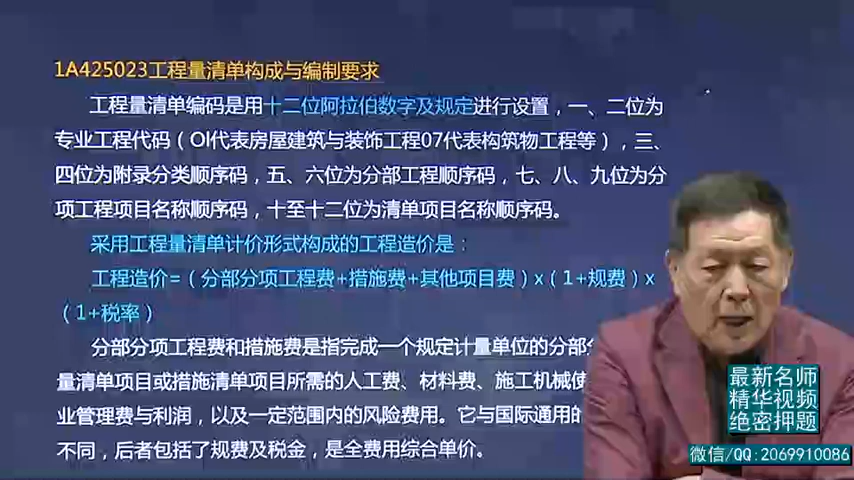 1A425023工程量清单构成与编制要求
工程量清单编码是用十二位阿拉伯数字及规定进行设置，一、二位为
专业工程代码（OI代表房屋建筑与装饰工程07代表构筑物工程等），三、
四位为附录分类顺序码，五、六位为分部工程顺序码，七、八、九位为分
项工程项目名称顺序码，十至十二位为清单项目名称顺序码。
采用工程量清单计价形式构成的工程造价是：
工程造价=（分部分项工程费+措施费+其他项目费）x（1+规费）x
（1+税率）
分部分项工程费和措施费是指完成一个规定计量单位的分部分
量清单项目或措施清单项目所需的人工费、材料费、施工机械使
业管理费与利润，以及一定范围内的风险费用。它与国际通用的
不同，后者包括了规费及税金，是全费用综合单价。
最新名师
精华视频
绝密押题
微信/QQ:2069910086